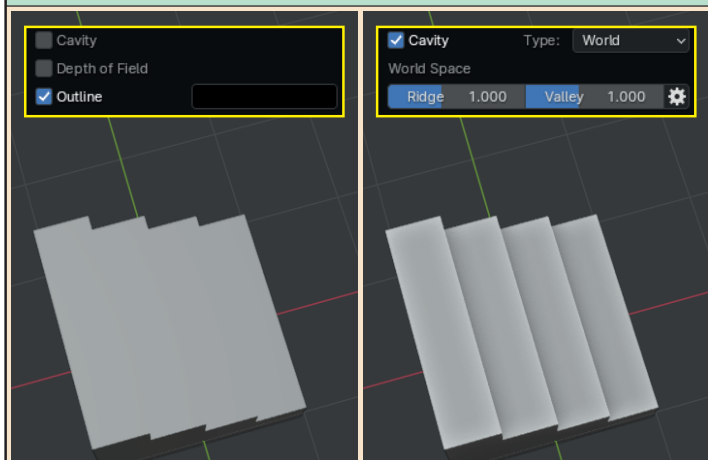 Cavity
Depth of Field
Outline
Cavity Type: World
World Space
Ridge 1.000 Valley 1.000